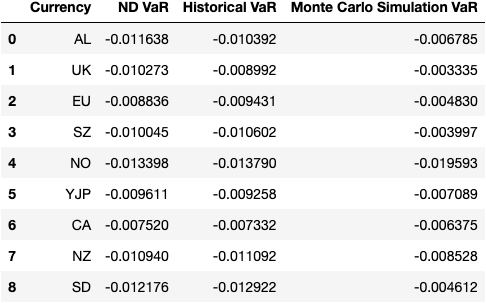 Currency ND VaR Historical VaR Monte Carlo Simulation VaR
0 AL -0.011638 -0.010392 -0.006785
1 UK -0.010273 -0.008992 -0.003335
2 EU -0.008836 -0.009431 -0.004830
3 SZ -0.010045 -0.010602 -0.003997
4 NO -0.013398 -0.013790 -0.019593
5 YJP -0.009611 -0.009258 -0.007089
6 CA -0.007520 -0.007332 -0.006375
7 NZ -0.010940 -0.011092 -0.008528
8 SD -0.012176 -0.012922 -0.004612